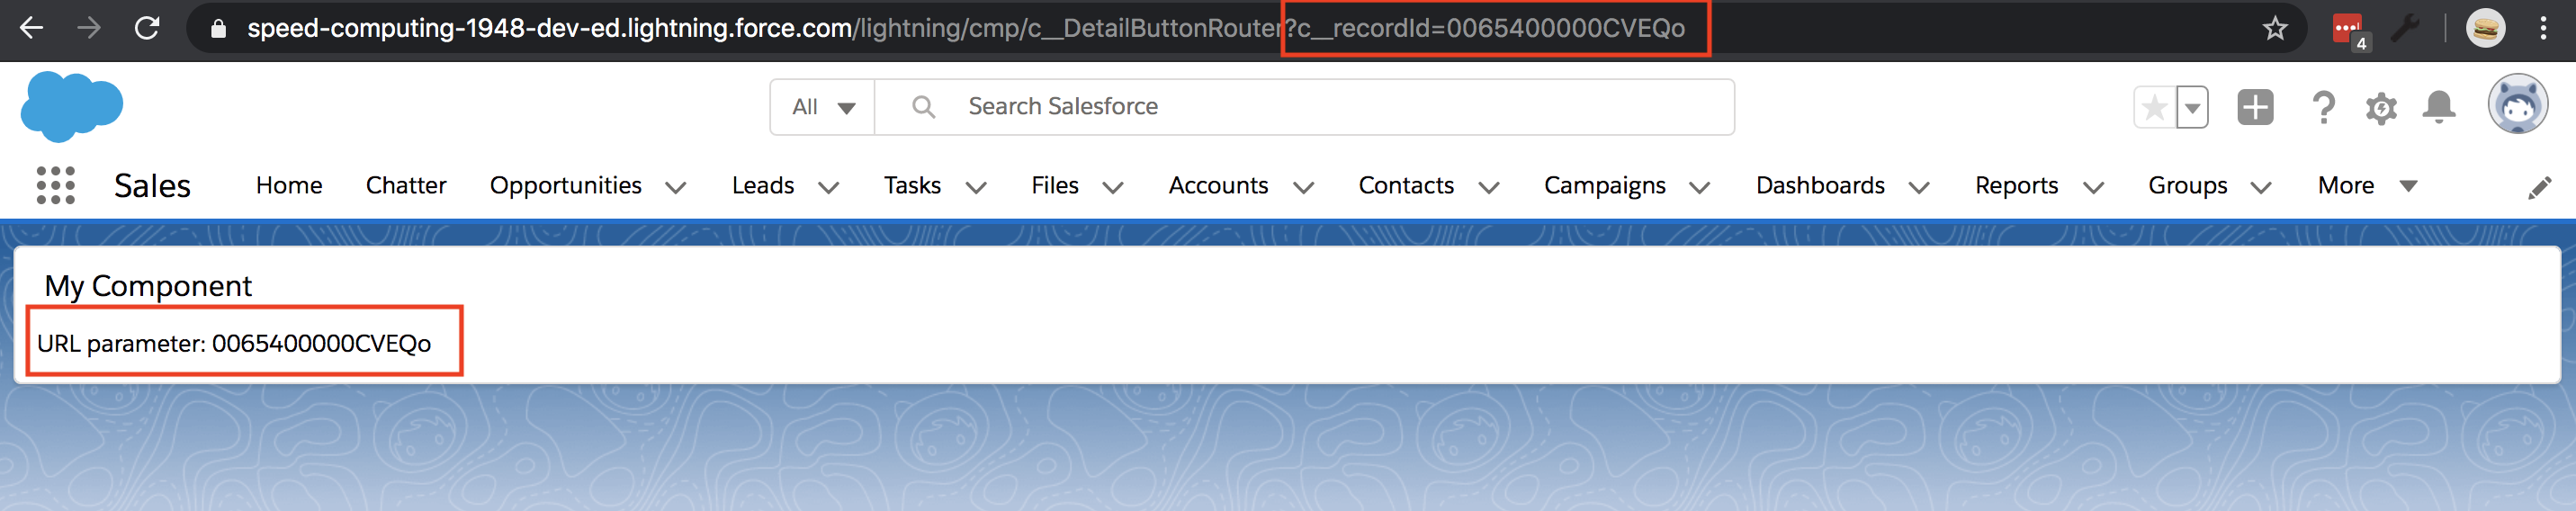 speed-computing-1948-dev-ed.lightning.force.com/lightning/cmp/c__DetailButtonRouter?c__recordId=0065400000CVEQo
4
All Search Salesforce
Sales Home Chatter Opportunities Leads Tasks Files Accounts Contacts Campaigns Dashboards Reports Groups More
My Component
URL parameter: 0065400000CVEQo